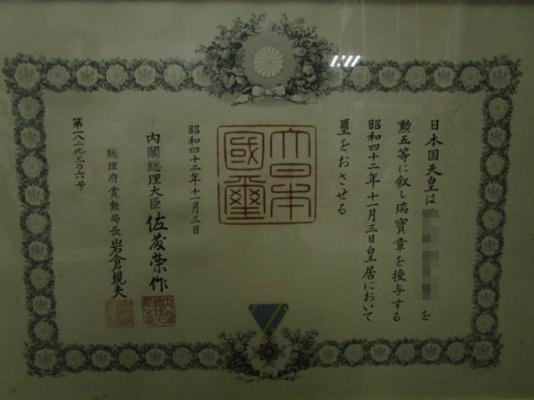 日本国天皇は を
勲五等に叙し瑞寶章を授与する
昭和四十二年十一月三日皇居において
璽をおさせる
大日本
國璽
昭和四十二年十一月三日
内閣総理大臣 佐藤榮作
総理府賞勲局長 岩倉規夫
第一八二九三〇六号